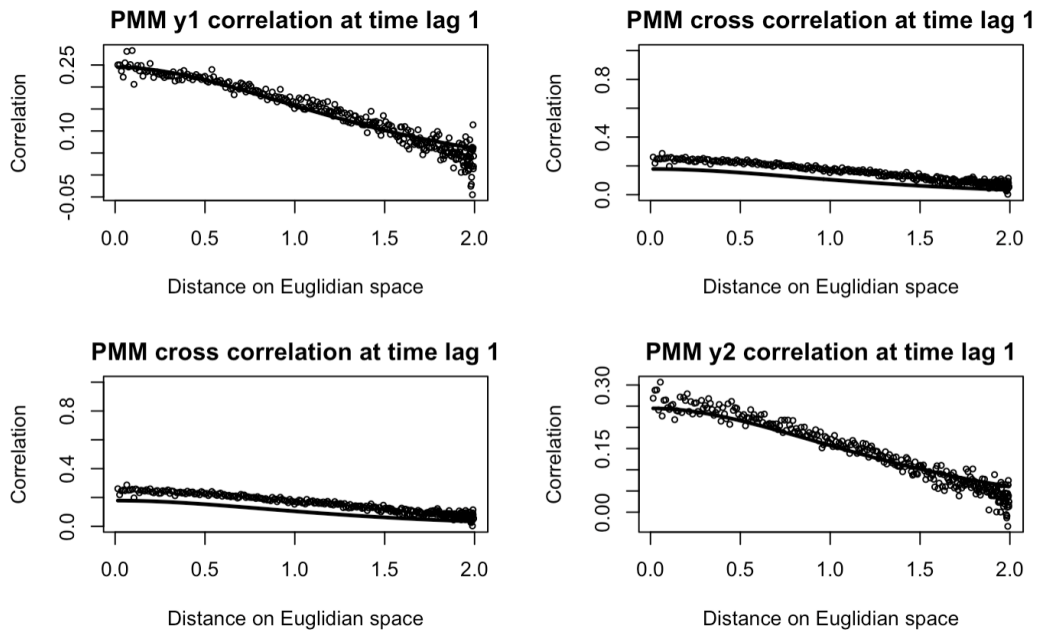 PMM y1 correlation at time lag 1
Correlation
0.25
0.10
-0.05
0.0 0.5 1.0 1.5 2.0
Distance on Euglidian space
PMM cross correlation at time lag 1
Correlation
0.8
0.4
0.0
0.0 0.5 1.0 1.5 2.0
Distance on Euglidian space
PMM cross correlation at time lag 1
Correlation
0.8
0.4
0.0
0.0 0.5 1.0 1.5 2.0
Distance on Euglidian space
PMM y2 correlation at time lag 1
Correlation
0.30
0.15
0.00
0.0 0.5 1.0 1.5 2.0
Distance on Euglidian space